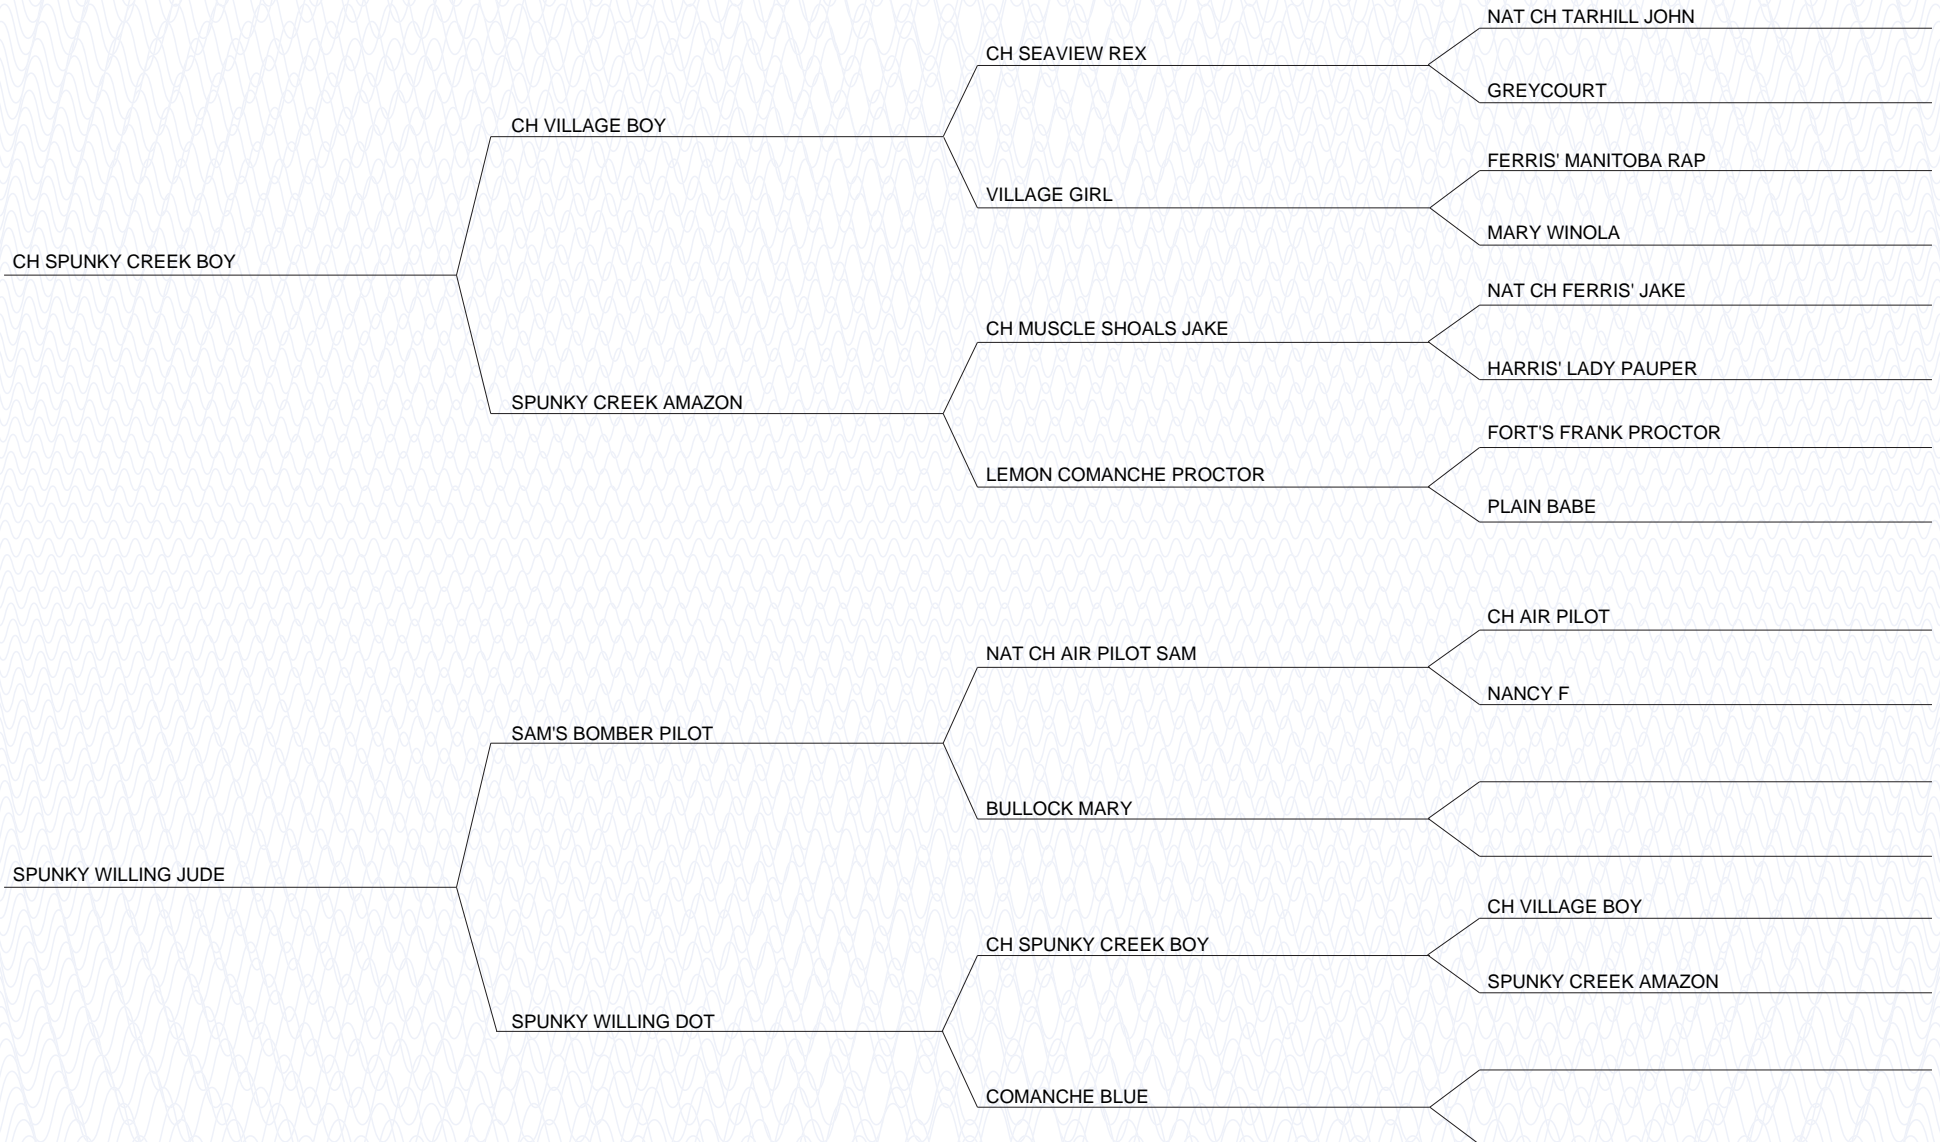 NAT CH TARHILL JOHN
CH SEAVIEW REX
GREYCOURT
CH VILLAGE BOY
FERRIS' MANITOBA RAP
VILLAGE GIRL
MARY WINOLA
CH SPUNKY CREEK BOY
NAT CH FERRIS' JAKE
CH MUSCLE SHOALS JAKE
HARRIS' LADY PAUPER
SPUNKY CREEK AMAZON
FORT'S FRANK PROCTOR
LEMON COMANCHE PROCTOR
PLAIN BABE
CH AIR PILOT
NAT CH AIR PILOT SAM
NANCY F
SAM'S BOMBER PILOT
BULLOCK MARY
SPUNKY WILLING JUDE
CH VILLAGE BOY
CH SPUNKY CREEK BOY
SPUNKY CREEK AMAZON
SPUNKY WILLING DOT
COMANCHE BLUE